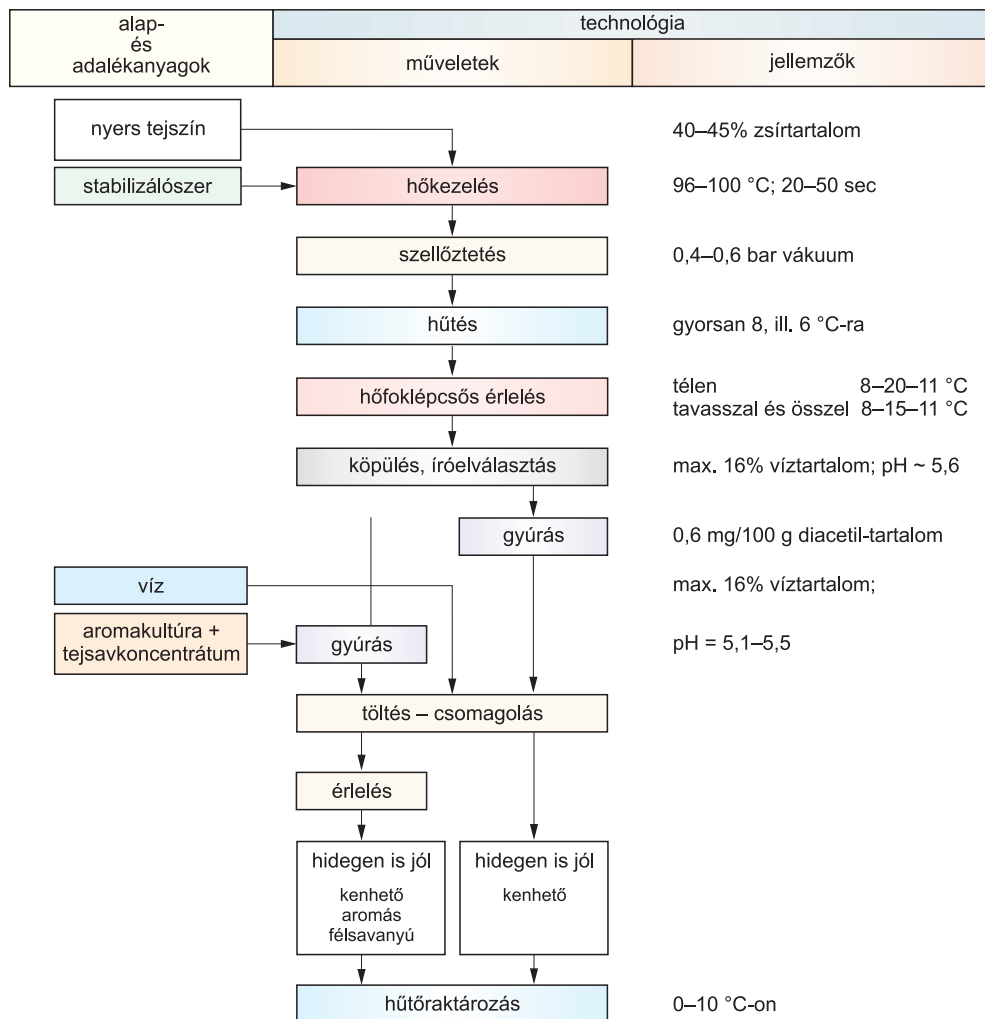 alap-
és
adalékanyagok
technológia
műveletek
jellemzők
nyers tejszín
40–45% zsírtartalom
stabilizálószer
hőkezelés
96–100 °C; 20–50 sec
szellőztetés
0,4–0,6 bar vákuum
hűtés
gyorsan 8, ill. 6 °C-ra
hőfoklépcsős érlelés
télen 8–20–11 °C
tavasszal és ősszel 8–15–11 °C
köpülés, íróelválasztás
max. 16% víztartalom; pH ~ 5,6
gyúrás
0,6 mg/100 g diacetil-tartalom
víz
max. 16% víztartalom;
aromakultúra +
tejsavkoncentrátum
gyúrás
pH = 5,1–5,5
töltés – csomagolás
érlelés
hidegen is jól
kenhető
aromás
félsavanyú
hidegen is jól
kenhető
hűtőraktározás
0–10 °C-on